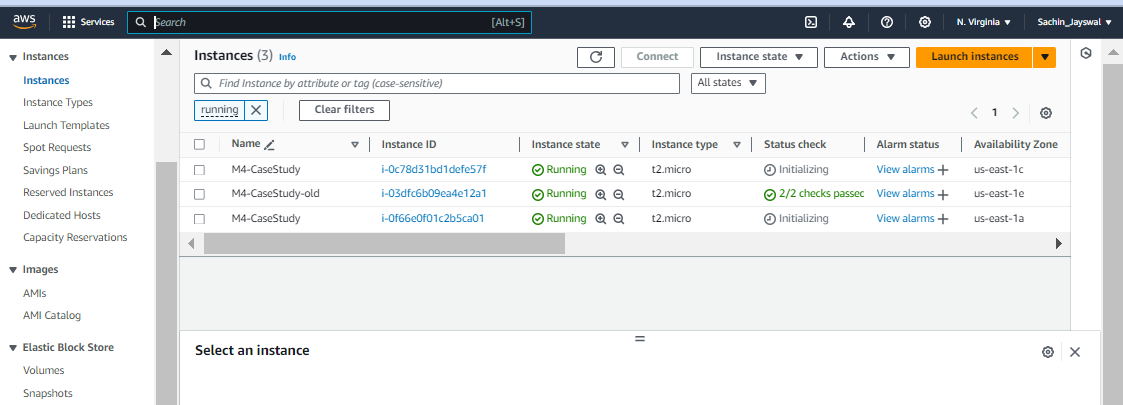 aws Services Search [Alt+S] N. Virginia Sachin_Jayswal
Instances
Instances
Instance Types
Launch Templates
Spot Requests
Savings Plans
Reserved Instances
Dedicated Hosts
Capacity Reservations
Images
AMIs
AMI Catalog
Elastic Block Store
Volumes
Snapshots
Instances (3) Info Connect Instance state Actions Launch instances
Find Instance by attribute or tag (case-sensitive) All states
running Clear filters 1
Name Instance ID Instance state Instance type Status check Alarm status Availability Zone
M4-CaseStudy i-0c78d31bd1defe57f Running t2.micro Initializing View alarms us-east-1c
M4-CaseStudy-old i-03dfc6b09ea4e12a1 Running t2.micro 2/2 checks passed View alarms us-east-1e
M4-CaseStudy i-0f66e0f01c2b5ca01 Running t2.micro Initializing View alarms us-east-1a
Select an instance